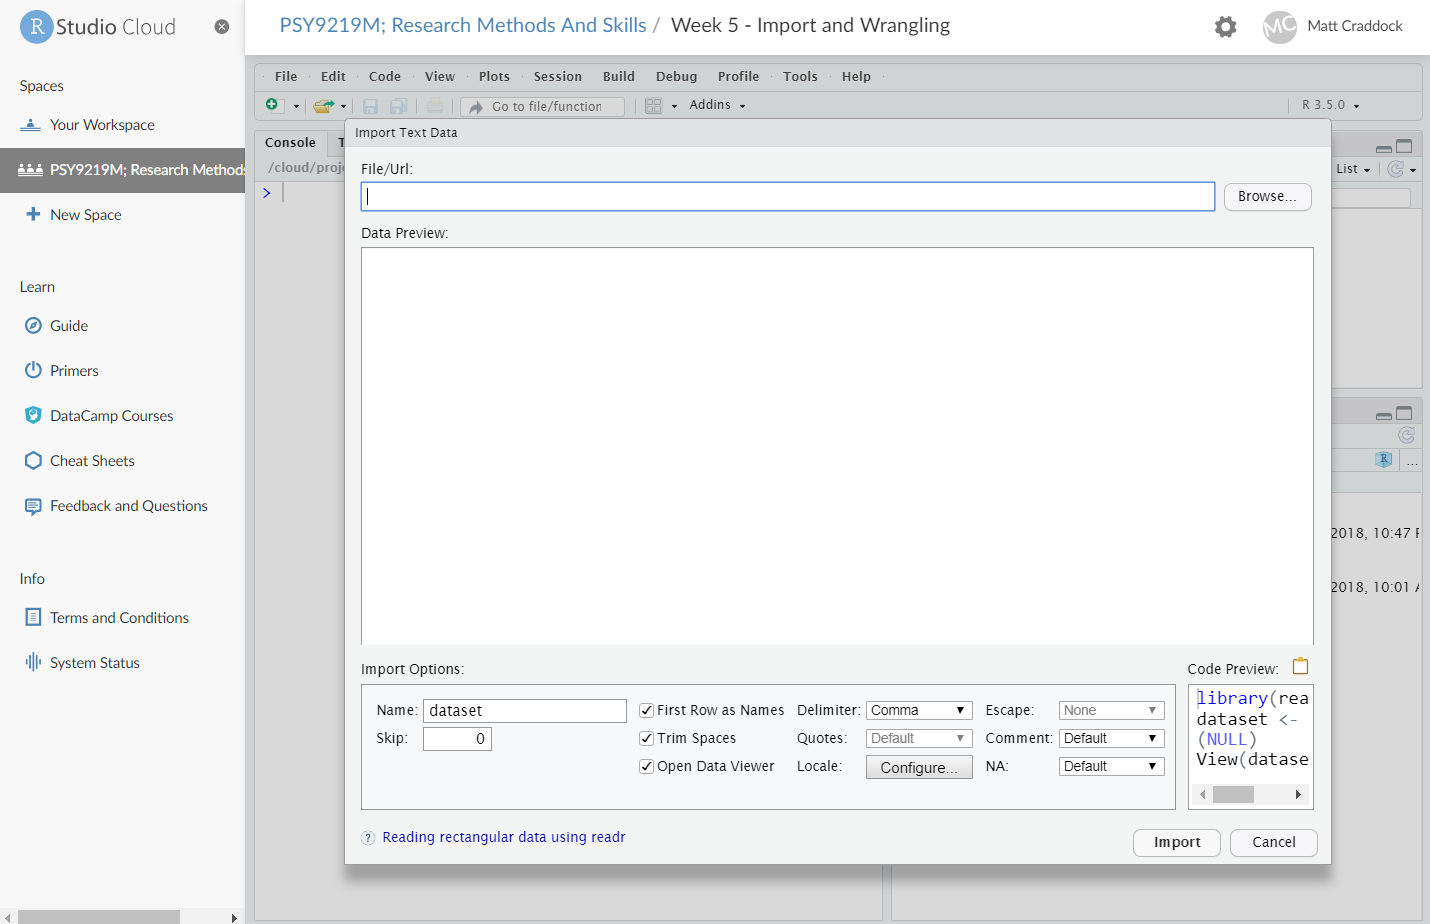 R Studio Cloud
PSY9219M; Research Methods And Skills / Week 5 - Import and Wrangling
MC Matt Craddock
Spaces
Your Workspace
PSY9219M; Research Methods
New Space
Learn
Guide
Primers
DataCamp Courses
Cheat Sheets
Feedback and Questions
Info
Terms and Conditions
System Status
File Edit Code View Plots Session Build Debug Profile Tools Help
Go to file/function Addins R 3.5.0
Console T
/cloud/proj
>
List
R ...
2018, 10:47
2018, 10:01
Import Text Data
File/Url:
Browse...
Data Preview:
Import Options:
Name: dataset
Skip: 0
First Row as Names
Trim Spaces
Open Data Viewer
Delimiter: Comma
Quotes: Default
Locale: Configure...
Escape: None
Comment: Default
NA: Default
Code Preview:
library(rea
dataset <-
(NULL)
View(datase
? Reading rectangular data using readr
Import Cancel